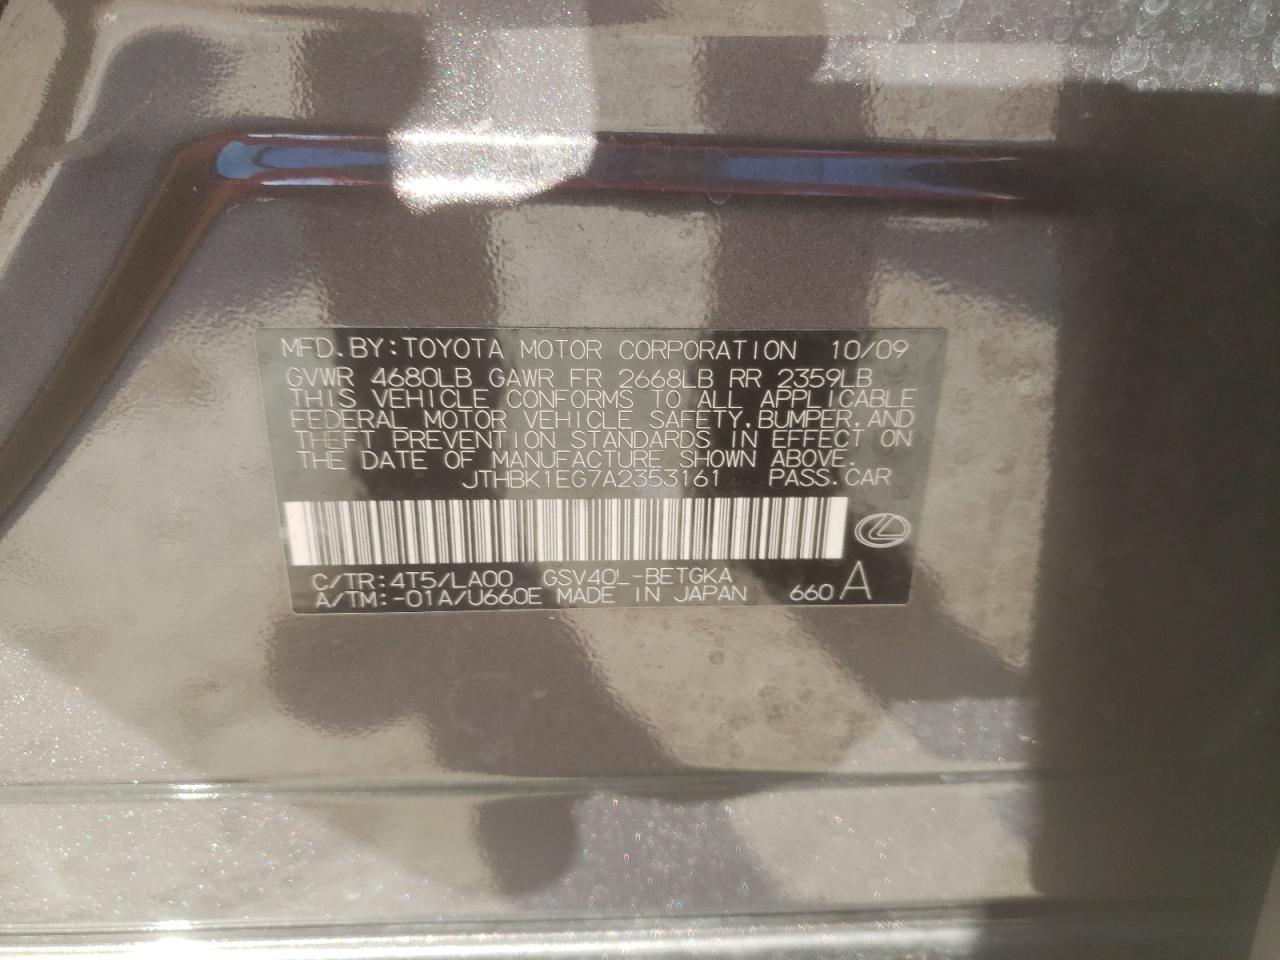 MFD.BY:TOYOTA MOTOR CORPORATION 10/09
GVWR 4680LB GAWR FR 2668LB RR 2359LB
THIS VEHICLE CONFORMS TO ALL APPLICABLE
FEDERAL MOTOR VEHICLE SAFETY,BUMPER,AND
THEFT PREVENTION STANDARDS IN EFFECT ON
THE DATE OF MANUFACTURE SHOWN ABOVE.
JTHBK1EG7A2353161 PASS.CAR
C/TR:4T5/LA00 GSV40L-BETGKA
A/TM:-01A/U660E MADE IN JAPAN 660 A